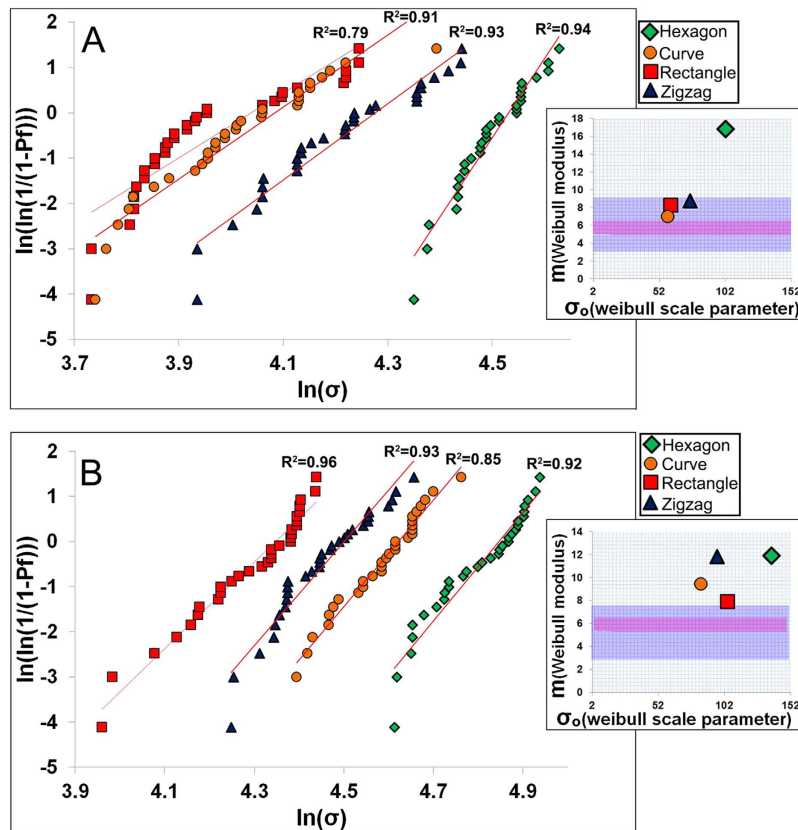 A
R²=0.79
R²=0.91
R²=0.93
R²=0.94
2
1
0
-1
-2
-3
-4
-5
ln(ln(1/(1-Pf)))
3.7
3.9
4.1
4.3
4.5
ln(σ)
Hexagon
Curve
Rectangle
Zigzag
18
16
14
12
10
8
6
4
2
0
m(Weibull modulus)
2
52
102
152
σo(weibull scale parameter)
B
R²=0.96
R²=0.93
R²=0.85
R²=0.92
2
1
0
-1
-2
-3
-4
-5
ln(ln(1/(1-Pf)))
3.9
4.1
4.3
4.5
4.7
4.9
ln(σ)
Hexagon
Curve
Rectangle
Zigzag
14
12
10
8
6
4
2
0
m(Weibull modulus)
2
52
102
152
σo(weibull scale parameter)